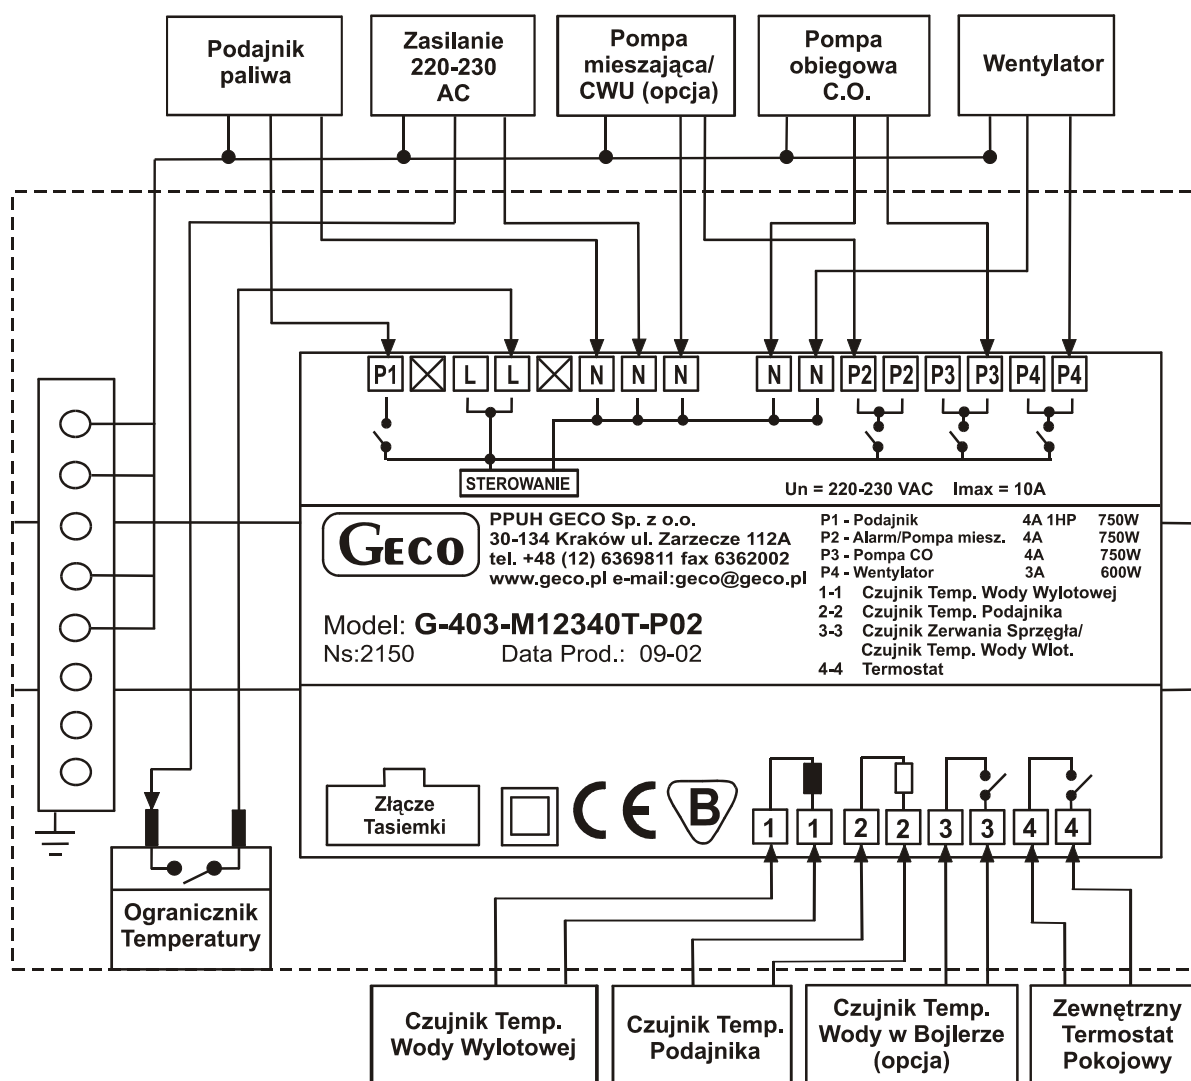 Podajnik
paliwa
Zasilanie
220-230
AC
Pompa
mieszająca/
CWU (opcja)
Pompa
obiegowa
C.O.
Wentylator
P1 L L N N N N N P2 P2 P3 P3 P4 P4
STEROWANIE
Un = 220-230 VAC Imax = 10A
GECO
PPUH GECO Sp. z o.o.
30-134 Kraków ul. Zarzecze 112A
tel. +48 (12) 6369811 fax 6362002
www.geco.pl e-mail:geco@geco.pl
Model: G-403-M12340T-P02
Ns:2150 Data Prod.: 09-02
P1 - Podajnik 4A 1HP 750W
P2 - Alarm/Pompa miesz. 4A 750W
P3 - Pompa CO 4A 750W
P4 - Wentylator 3A 600W
1-1 Czujnik Temp. Wody Wylotowej
2-2 Czujnik Temp. Podajnika
3-3 Czujnik Zerwania Sprzęgła/
Czujnik Temp. Wody Wlot.
4-4 Termostat
Złącze
Tasiemki
CE
B
1 1 2 2 3 3 4 4
Ogranicznik
Temperatury
Czujnik Temp.
Wody Wylotowej
Czujnik Temp.
Podajnika
Czujnik Temp.
Wody w Bojlerze
(opcja)
Zewnętrzny
Termostat
Pokojowy